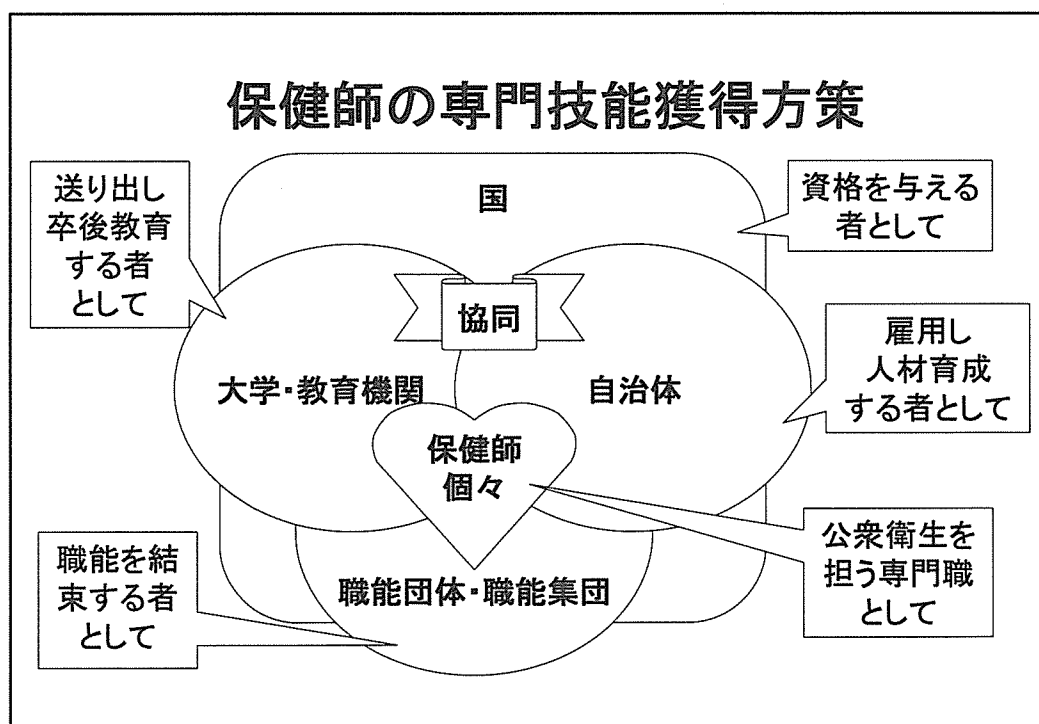 保健師の専門技能獲得方策
送り出し
卒後教育
する者
として
国
資格を与える
者として
協同
大学・教育機関
自治体
雇用し
人材育成
する者として
保健師
個々
職能を結
束する者
として
職能団体・職能集団
公衆衛生を
担う専門職
として